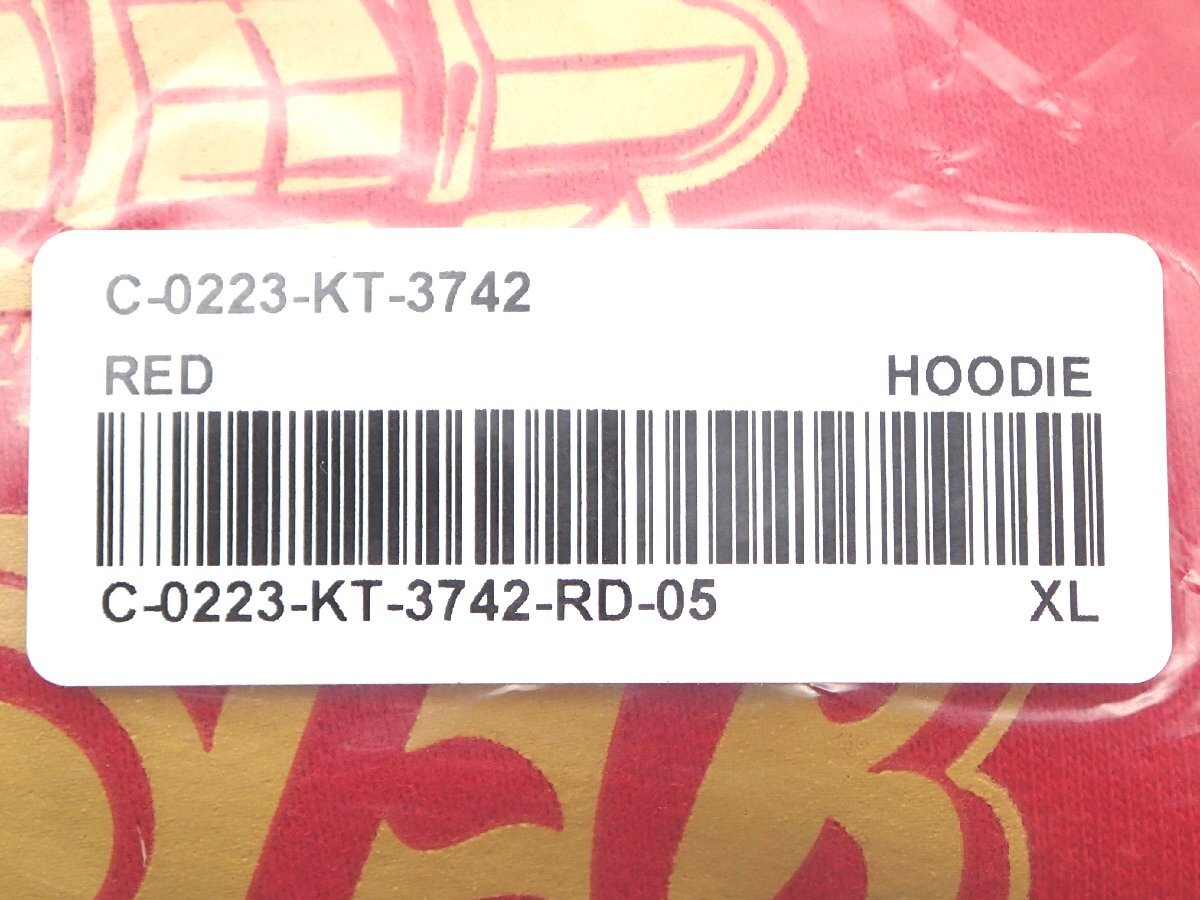 C-0223-KT-3742
RED HOODIE
C-0223-KT-3742-RD-05 XL